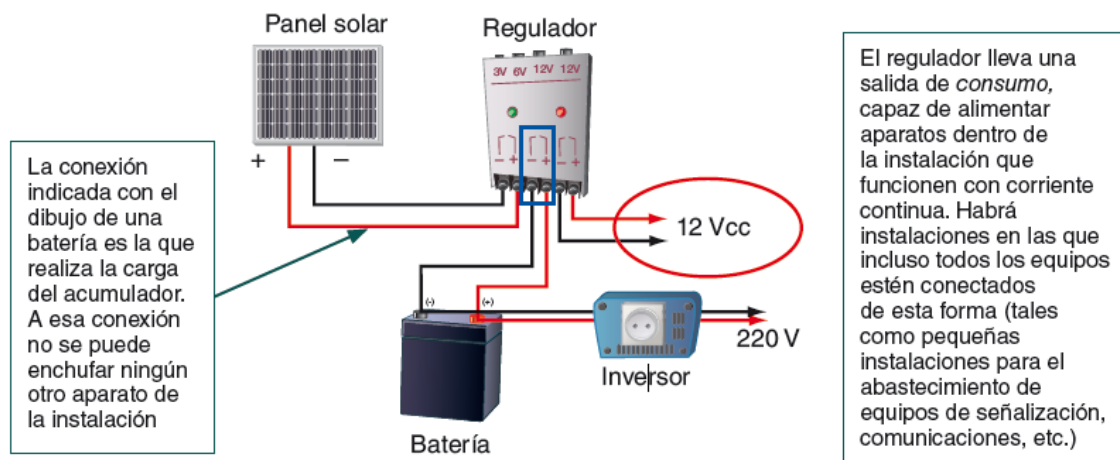 Panel solar
Regulador
3V 6V 12V 12V
+ −
− + − + − +
La conexión
indicada con el
dibujo de una
batería es la que
realiza la carga
del acumulador.
A esa conexión
no se puede
enchufar ningún
otro aparato de
la instalación
12 Vcc
(-) (+)
220 V
Inversor
Batería
El regulador lleva una
salida de consumo,
capaz de alimentar
aparatos dentro de
la instalación que
funcionen con corriente
continua. Habrá
instalaciones en las que
incluso todos los equipos
estén conectados
de esta forma (tales
como pequeñas
instalaciones para el
abastecimiento de
equipos de señalización,
comunicaciones, etc.)